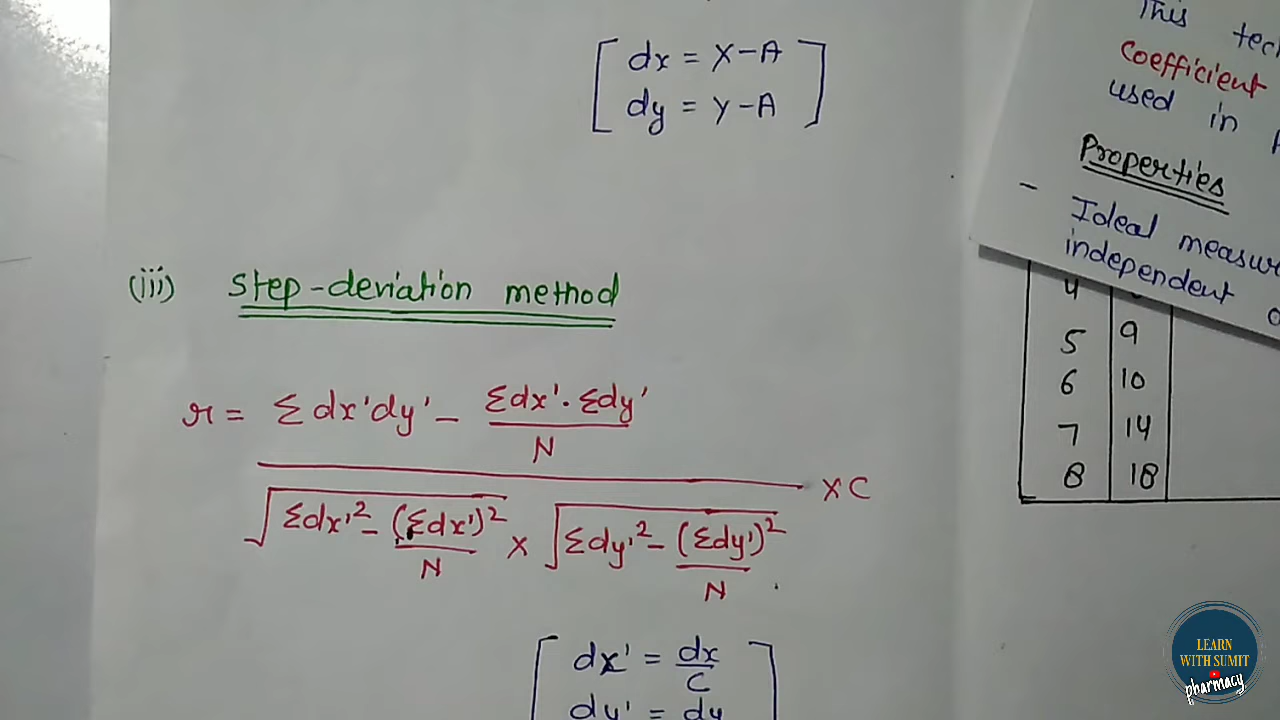 dx = X-A
dy = Y-A
(iii) Step-deviation method
r = Σdx'dy' - Σdx'.Σdy'
N
√Σdx'² - (Σdx')² × √Σdy'² - (Σdy')² × C
N N
dx' = dx
C
dy' = dy
This
Coefficient
used in
Properties
- Ideal
independent
4
5 9
6 10
7 14
8 18
LEARN
WITH SUMIT
pharmacy